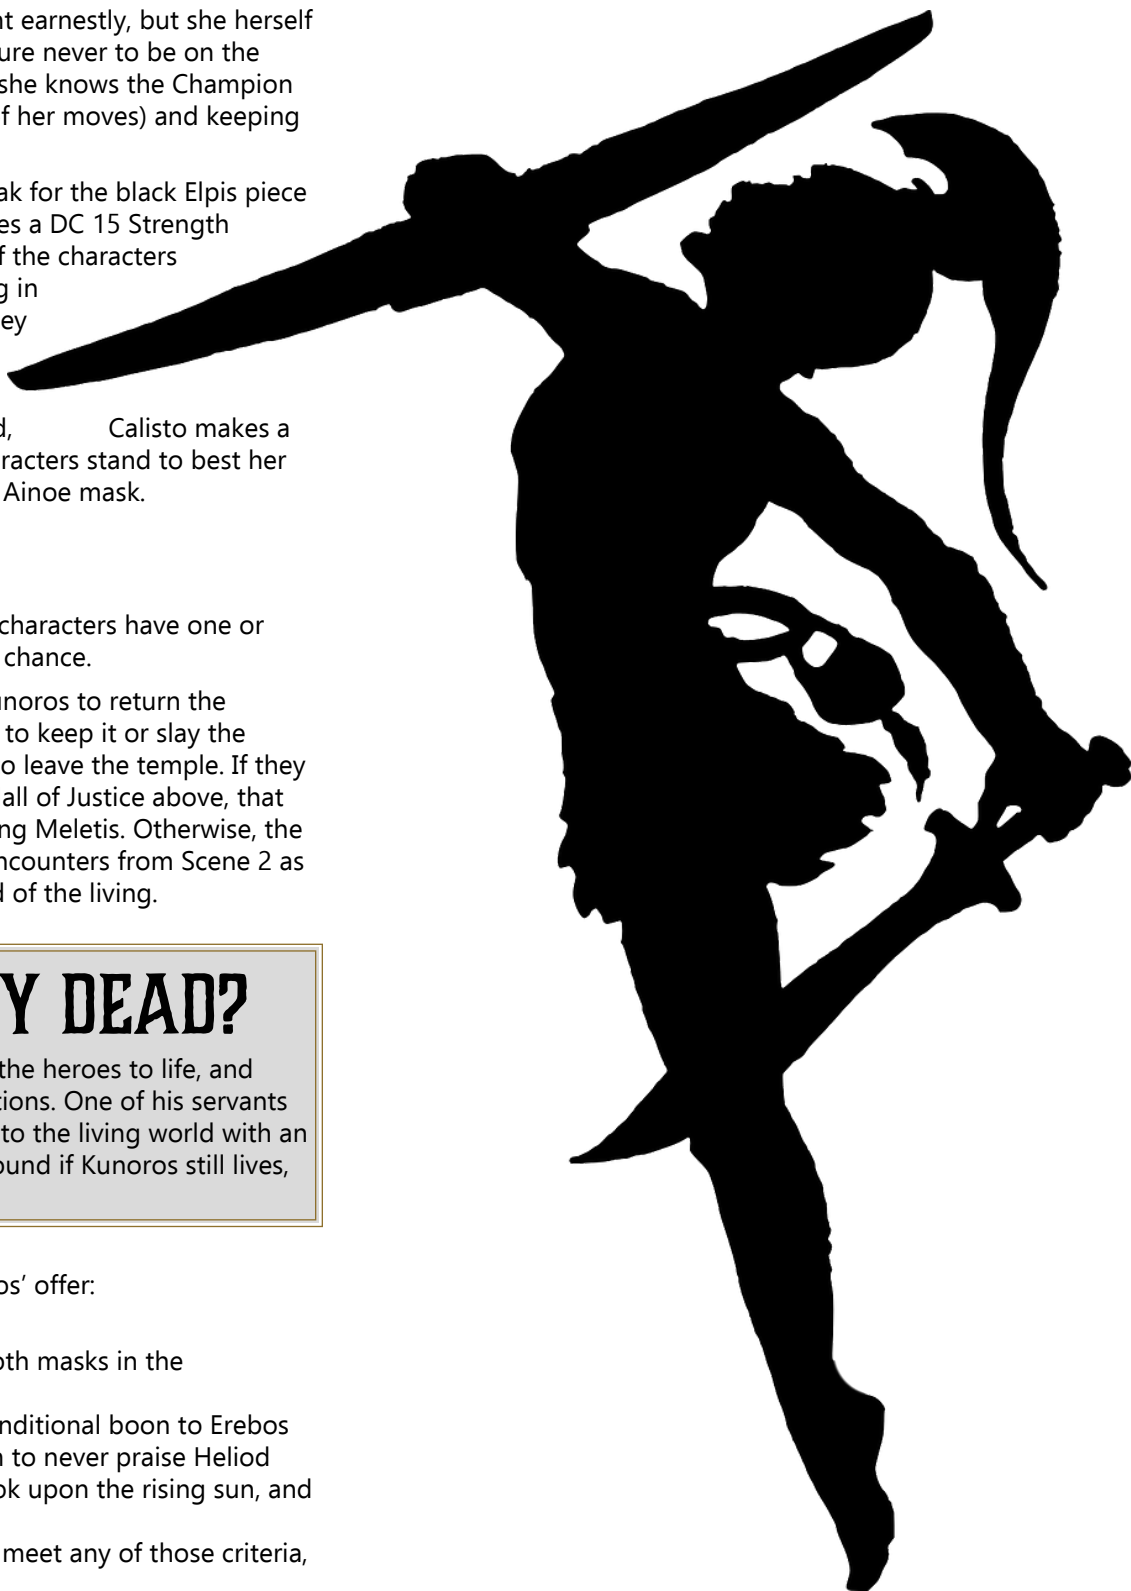 nt earnestly, but she herself
ure never to be on the
she knows the Champion
f her moves) and keeping
ak for the black Elpis piece
es a DC 15 Strength
f the characters
g in
ey
d, Calisto makes a
racters stand to best her
Ainoe mask.
characters have one or
chance.
unoros to return the
to keep it or slay the
o leave the temple. If they
all of Justice above, that
ng Meletis. Otherwise, the
ncounters from Scene 2 as
d of the living.
Y DEAD?
the heroes to life, and
tions. One of his servants
to the living world with an
ound if Kunoros still lives,
os’ offer:
oth masks in the
nditional boon to Erebos
n to never praise Heliod
ok upon the rising sun, and
meet any of those criteria,